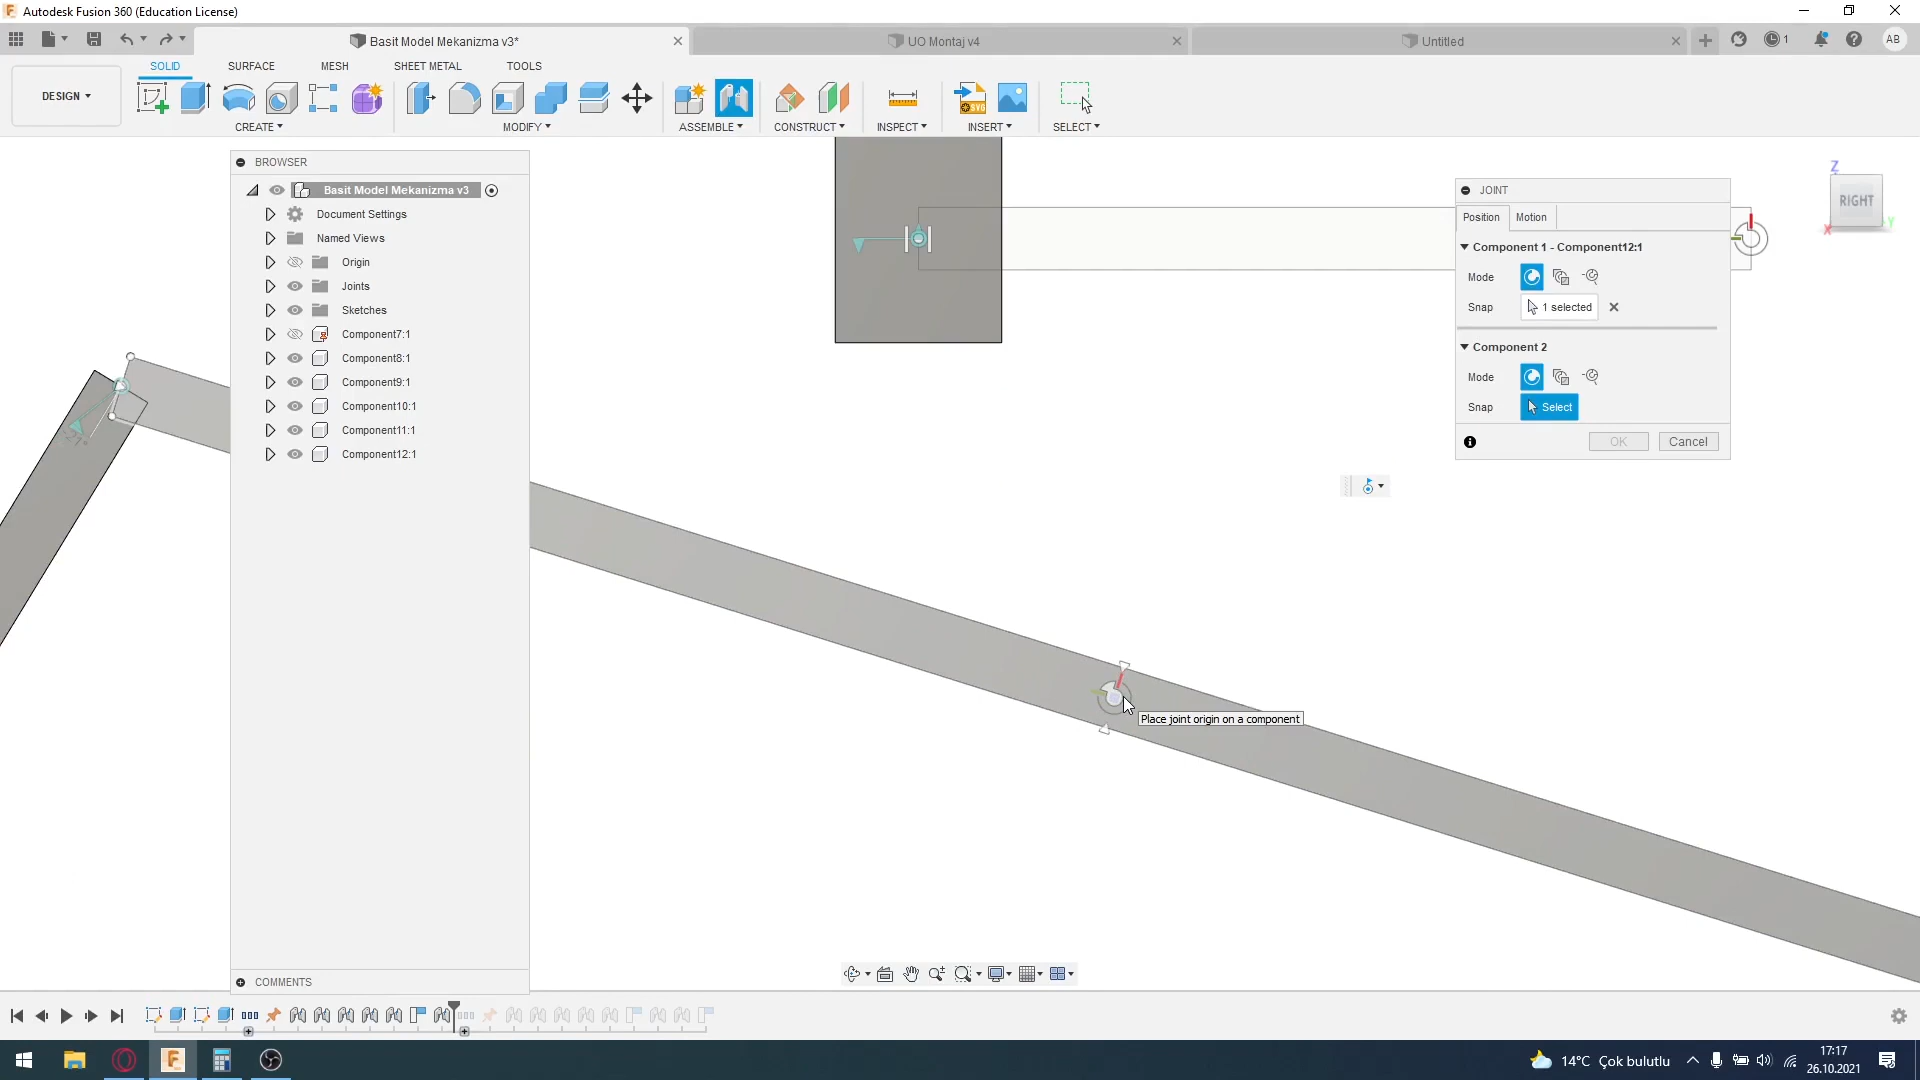 Autodesk Fusion 360 (Education License)
Basit Model Mekanizma v3*
UO Montaj v4
Untitled
1
AB
DESIGN
SOLID
SURFACE
MESH
SHEET METAL
TOOLS
CREATE
MODIFY
ASSEMBLE
CONSTRUCT
INSPECT
INSERT
SELECT
BROWSER
Basit Model Mekanizma v3
Document Settings
Named Views
Origin
Joints
Sketches
Component7:1
Component8:1
Component9:1
Component10:1
Component11:1
Component12:1
COMMENTS
JOINT
Position
Motion
Component 1 - Component12:1
Mode
Snap
1 selected
Component 2
Mode
Snap
Select
OK
Cancel
Z
RIGHT
X
Y
Place joint origin on a component
14°C Çok bulutlu
17:17
26.10.2021